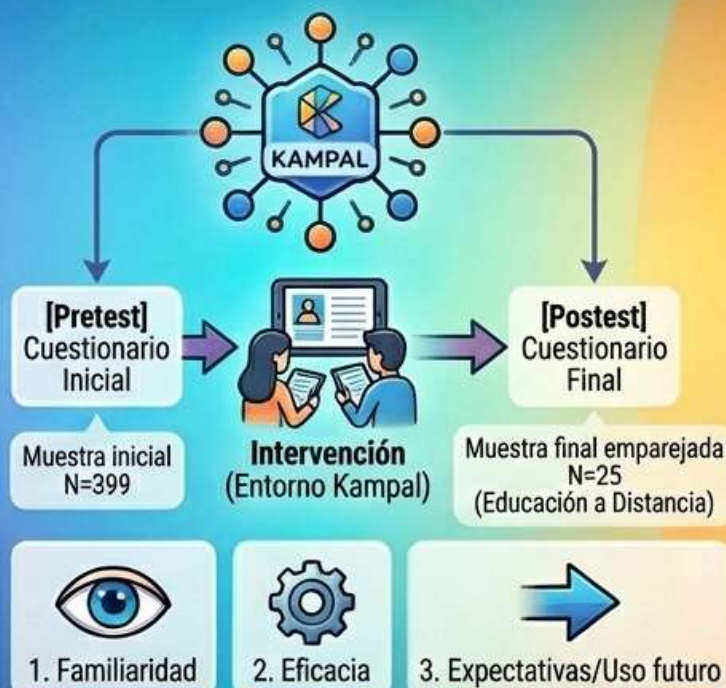 KAMPAL
[Pretest]
Cuestionario
Inicial
Muestra inicial
N=399
Intervención
(Entorno Kampal)
[Postest]
Cuestionario
Final
Muestra final emparejada
N=25
(Educación a Distancia)
1. Familiaridad
2. Eficacia
3. Expectativas/Uso futuro